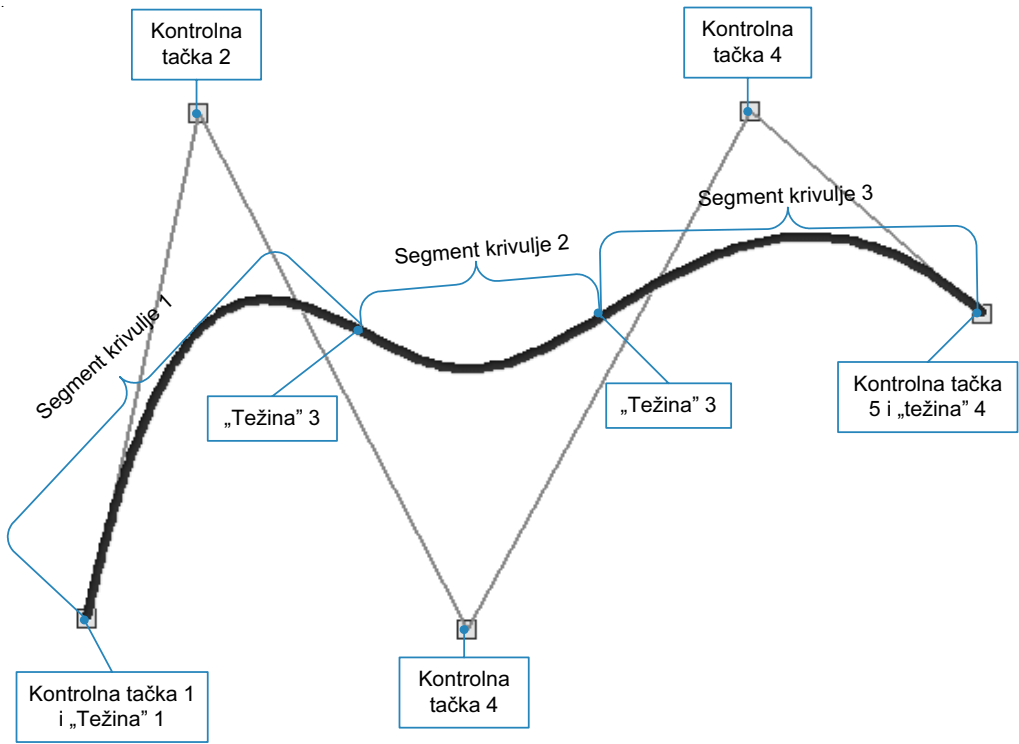 Kontrolna
tačka 2
Kontrolna
tačka 4
Segment krivulje 3
Segment krivulje 2
Segment krivulje 1
„Težina” 3
„Težina” 3
Kontrolna tačka
5 i „težina” 4
Kontrolna
tačka 4
Kontrolna tačka 1
i „Težina” 1